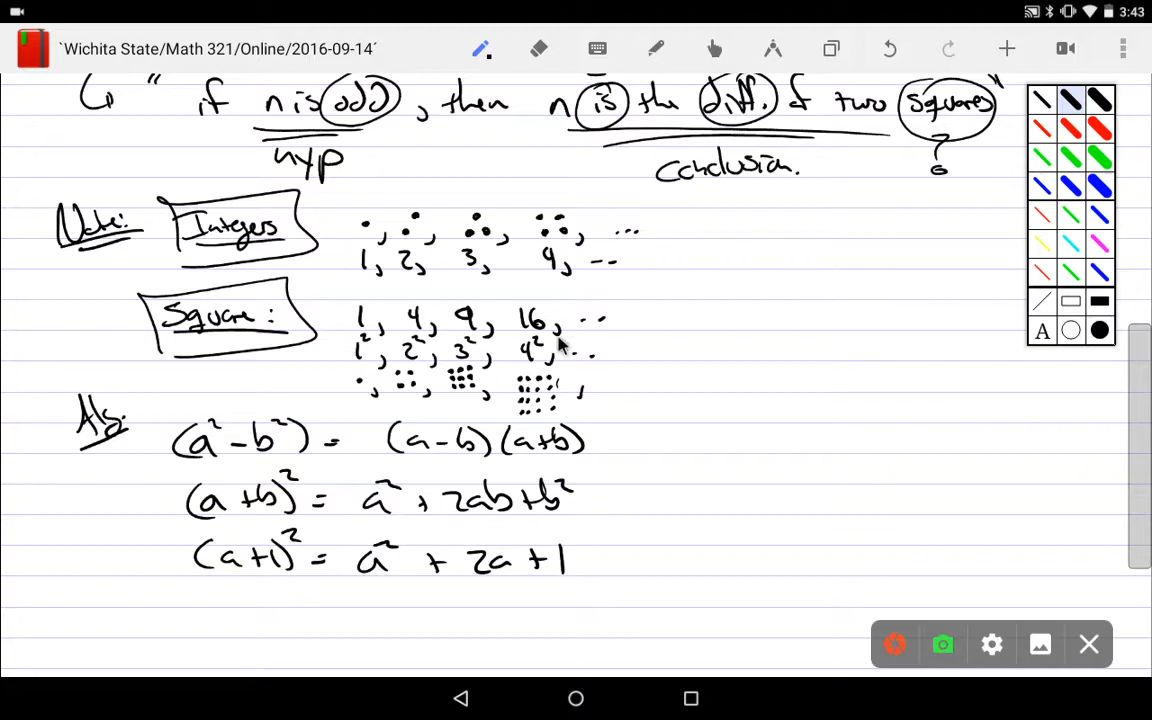 3:43
`Wichita State/Math 321/Online/2016-09-14´
↳ " if n is odd, then n is the diff. of two squares "
hyp conclusion. ?
Note: Integers
1, 2, 3, 4, --
Square: 1, 4, 9, 16, ...
1², 2², 3², 4², ...
Alg:
(a² - b²) = (a-b)(a+b)
(a+b)² = a² + 2ab + b²
(a+1)² = a² + 2a + 1
A